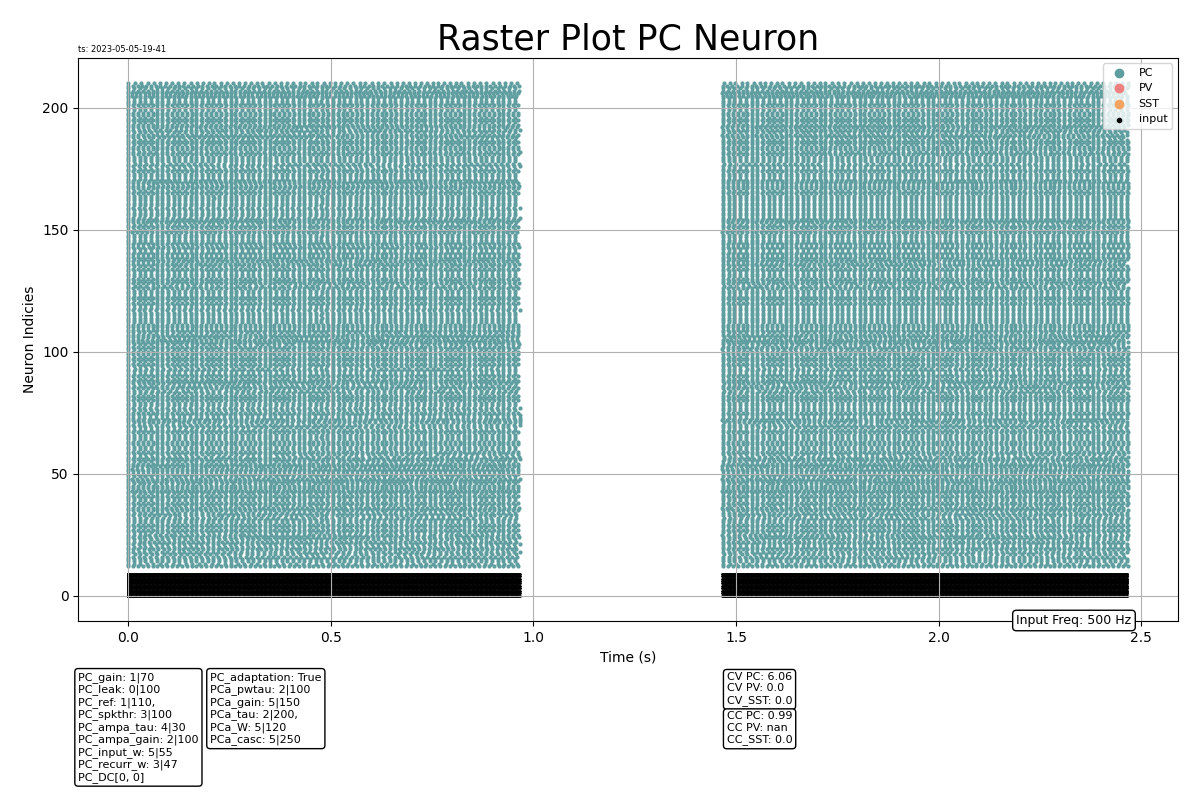 Raster Plot PC Neuron
ts: 2023-05-05-19-41
PC
PV
SST
input
200
150
100
50
0
Neuron Indicies
0.0 0.5 1.0 1.5 2.0 2.5
Input Freq: 500 Hz
Time (s)
PC_gain: 1|70
PC_leak: 0|100
PC_ref: 1|110,
PC_spkthr: 3|100
PC_ampa_tau: 4|30
PC_ampa_gain: 2|100
PC_input_w: 5|55
PC_recurr_w: 3|47
PC_DC[0, 0]
PC_adaptation: True
PCa_pwtau: 2|100
PCa_gain: 5|150
PCa_tau: 2|200,
PCa_W: 5|120
PCa_casc: 5|250
CV PC: 6.06
CV PV: 0.0
CV_SST: 0.0
CC PC: 0.99
CC PV: nan
CC_SST: 0.0